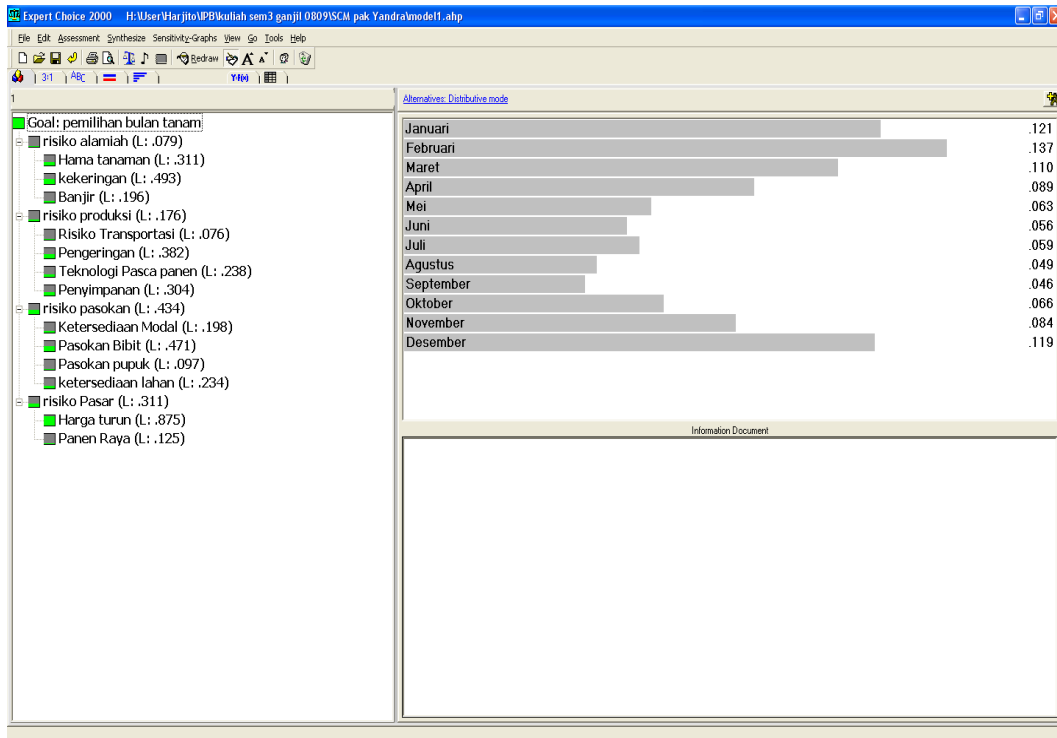 Expert Choice 2000 H:\User\Harjito\IPB\kuliah sem3 ganjil 0809\SCM pak Yandra\model1.ahp
File Edit Assessment Synthesize Sensitivity-Graphs View Go Tools Help
Redraw
3:1 ABC Y=f(x)
1
Goal: pemilihan bulan tanam
risiko alamiah (L: .079)
Hama tanaman (L: .311)
kekeringan (L: .493)
Banjir (L: .196)
risiko produksi (L: .176)
Risiko Transportasi (L: .076)
Pengeringan (L: .382)
Teknologi Pasca panen (L: .238)
Penyimpanan (L: .304)
risiko pasokan (L: .434)
Ketersediaan Modal (L: .198)
Pasokan Bibit (L: .471)
Pasokan pupuk (L: .097)
ketersediaan lahan (L: .234)
risiko Pasar (L: .311)
Harga turun (L: .875)
Panen Raya (L: .125)
Alternatives: Distributive mode
Januari .121
Februari .137
Maret .110
April .089
Mei .063
Juni .056
Juli .059
Agustus .049
September .046
Oktober .066
November .084
Desember .119
Information Document